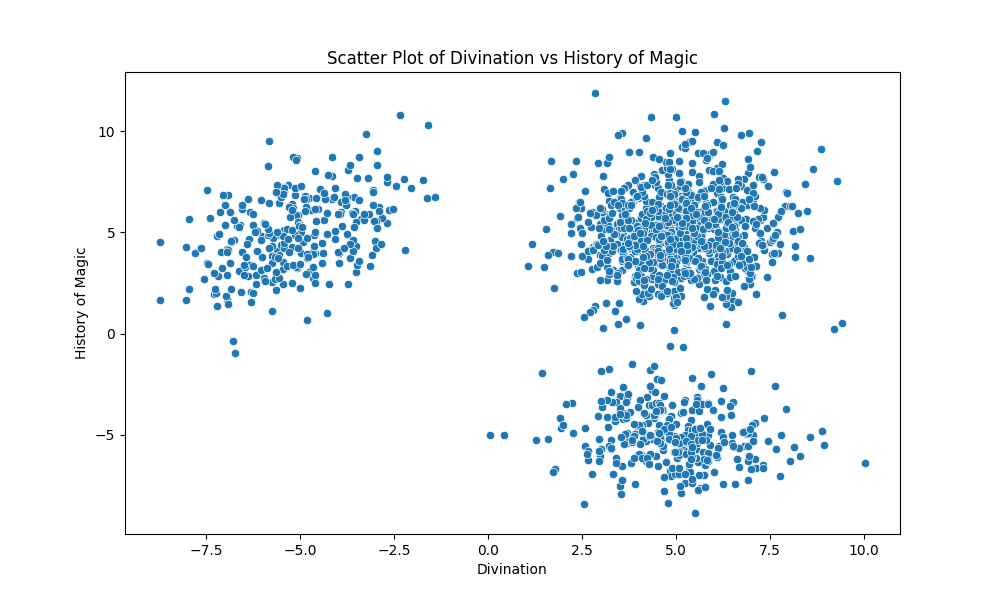 Scatter Plot of Divination vs History of Magic
10
5
0
−5
History of Magic
−7.5 −5.0 −2.5 0.0 2.5 5.0 7.5 10.0
Divination